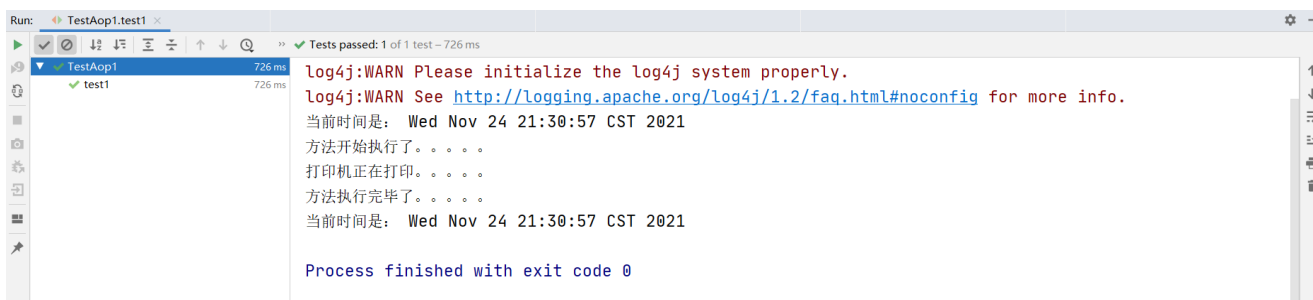 Run: TestAop1.test1 ×
» Tests passed: 1 of 1 test – 726 ms
TestAop1 726 ms
test1 726 ms
log4j:WARN Please initialize the log4j system properly.
log4j:WARN See http://logging.apache.org/log4j/1.2/faq.html#noconfig for more info.
当前时间是： Wed Nov 24 21:30:57 CST 2021
方法开始执行了。。。。。
打印机正在打印。。。。。
方法执行完毕了。。。。。
当前时间是： Wed Nov 24 21:30:57 CST 2021
Process finished with exit code 0